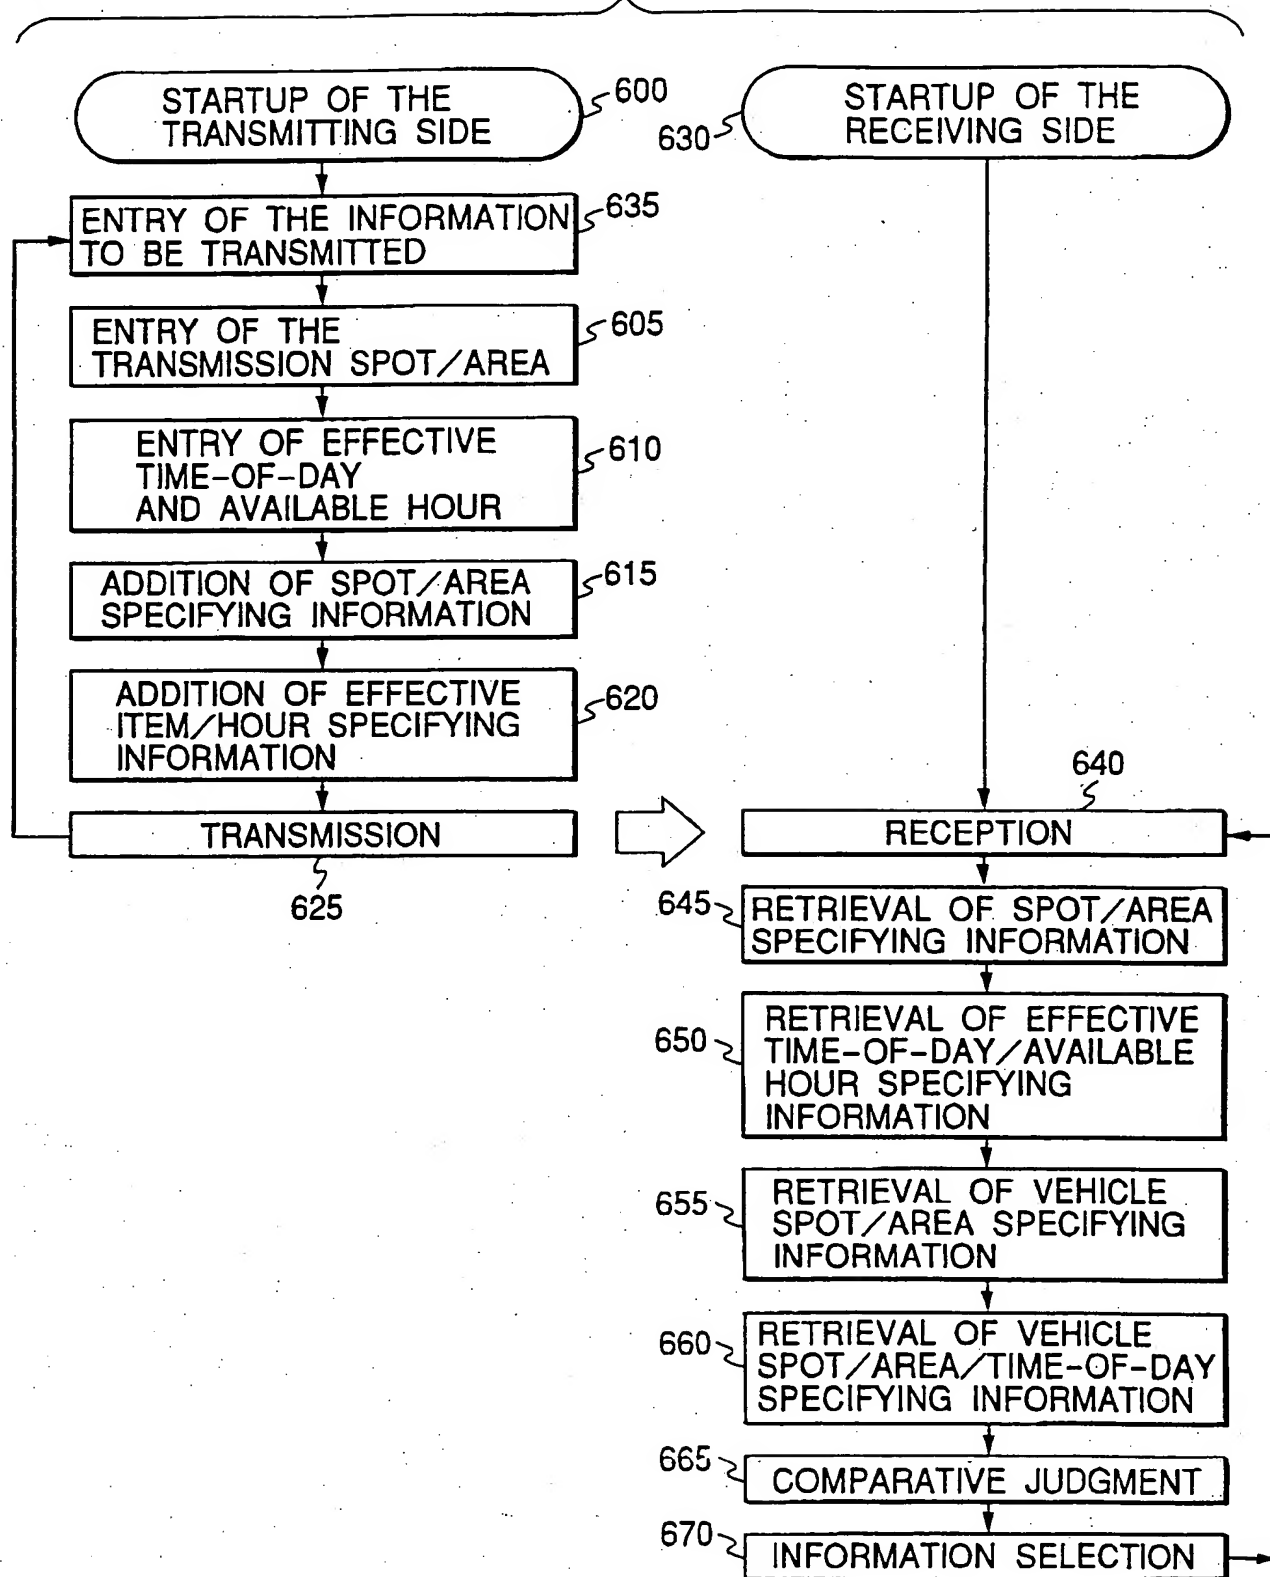 STARTUP OF THE
TRANSMITTING SIDE
600
ENTRY OF THE INFORMATION
TO BE TRANSMITTED
635
ENTRY OF THE
TRANSMISSION SPOT/AREA
605
ENTRY OF EFFECTIVE
TIME-OF-DAY
AND AVAILABLE HOUR
610
ADDITION OF SPOT/AREA
SPECIFYING INFORMATION
615
ADDITION OF EFFECTIVE
ITEM/HOUR SPECIFYING
INFORMATION
620
TRANSMISSION
625
STARTUP OF THE
RECEIVING SIDE
630
640
RECEPTION
645
RETRIEVAL OF SPOT/AREA
SPECIFYING INFORMATION
650
RETRIEVAL OF EFFECTIVE
TIME-OF-DAY/AVAILABLE
HOUR SPECIFYING
INFORMATION
655
RETRIEVAL OF VEHICLE
SPOT/AREA SPECIFYING
INFORMATION
660
RETRIEVAL OF VEHICLE
SPOT/AREA/TIME-OF-DAY
SPECIFYING INFORMATION
665
COMPARATIVE JUDGMENT
670
INFORMATION SELECTION